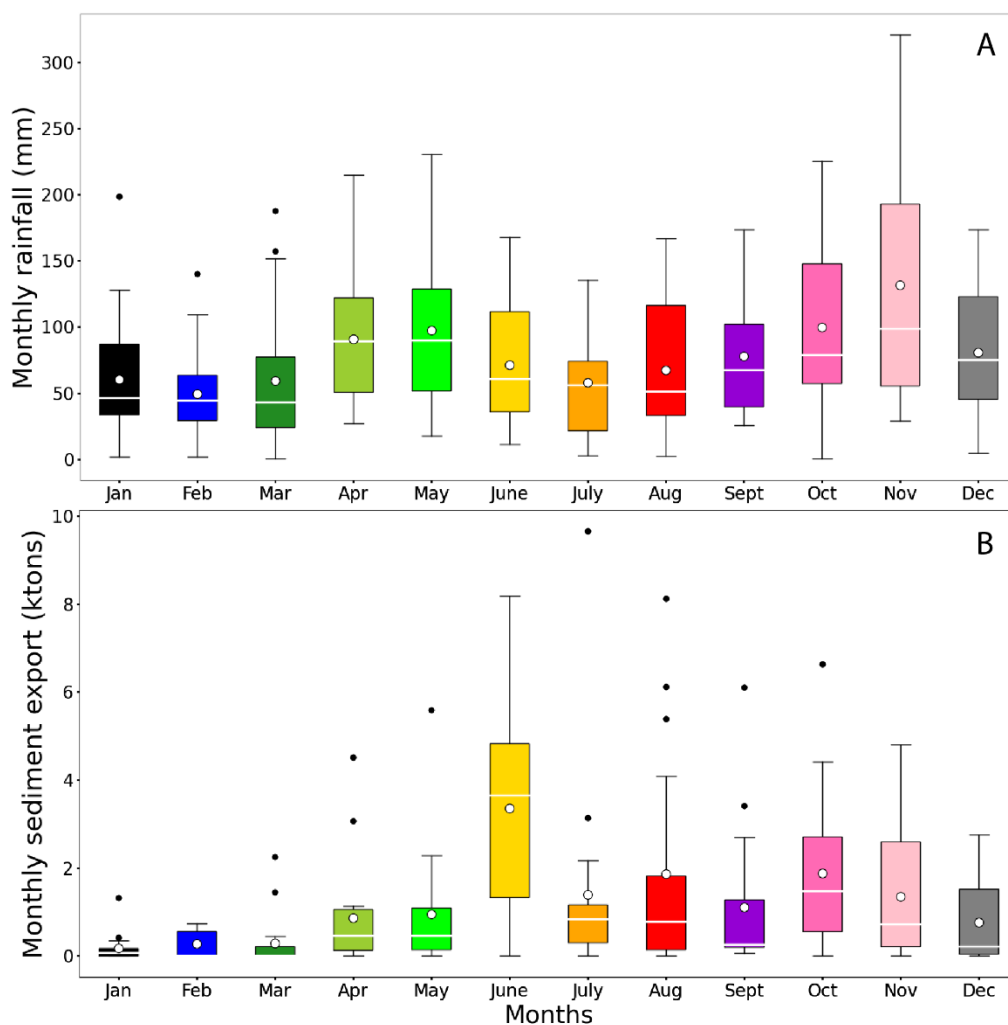 A
Monthly rainfall (mm)
300
250
200
150
100
50
0
Jan Feb Mar Apr May June July Aug Sept Oct Nov Dec
B
Monthly sediment export (ktons)
10
8
6
4
2
0
Jan Feb Mar Apr May June July Aug Sept Oct Nov Dec
Months